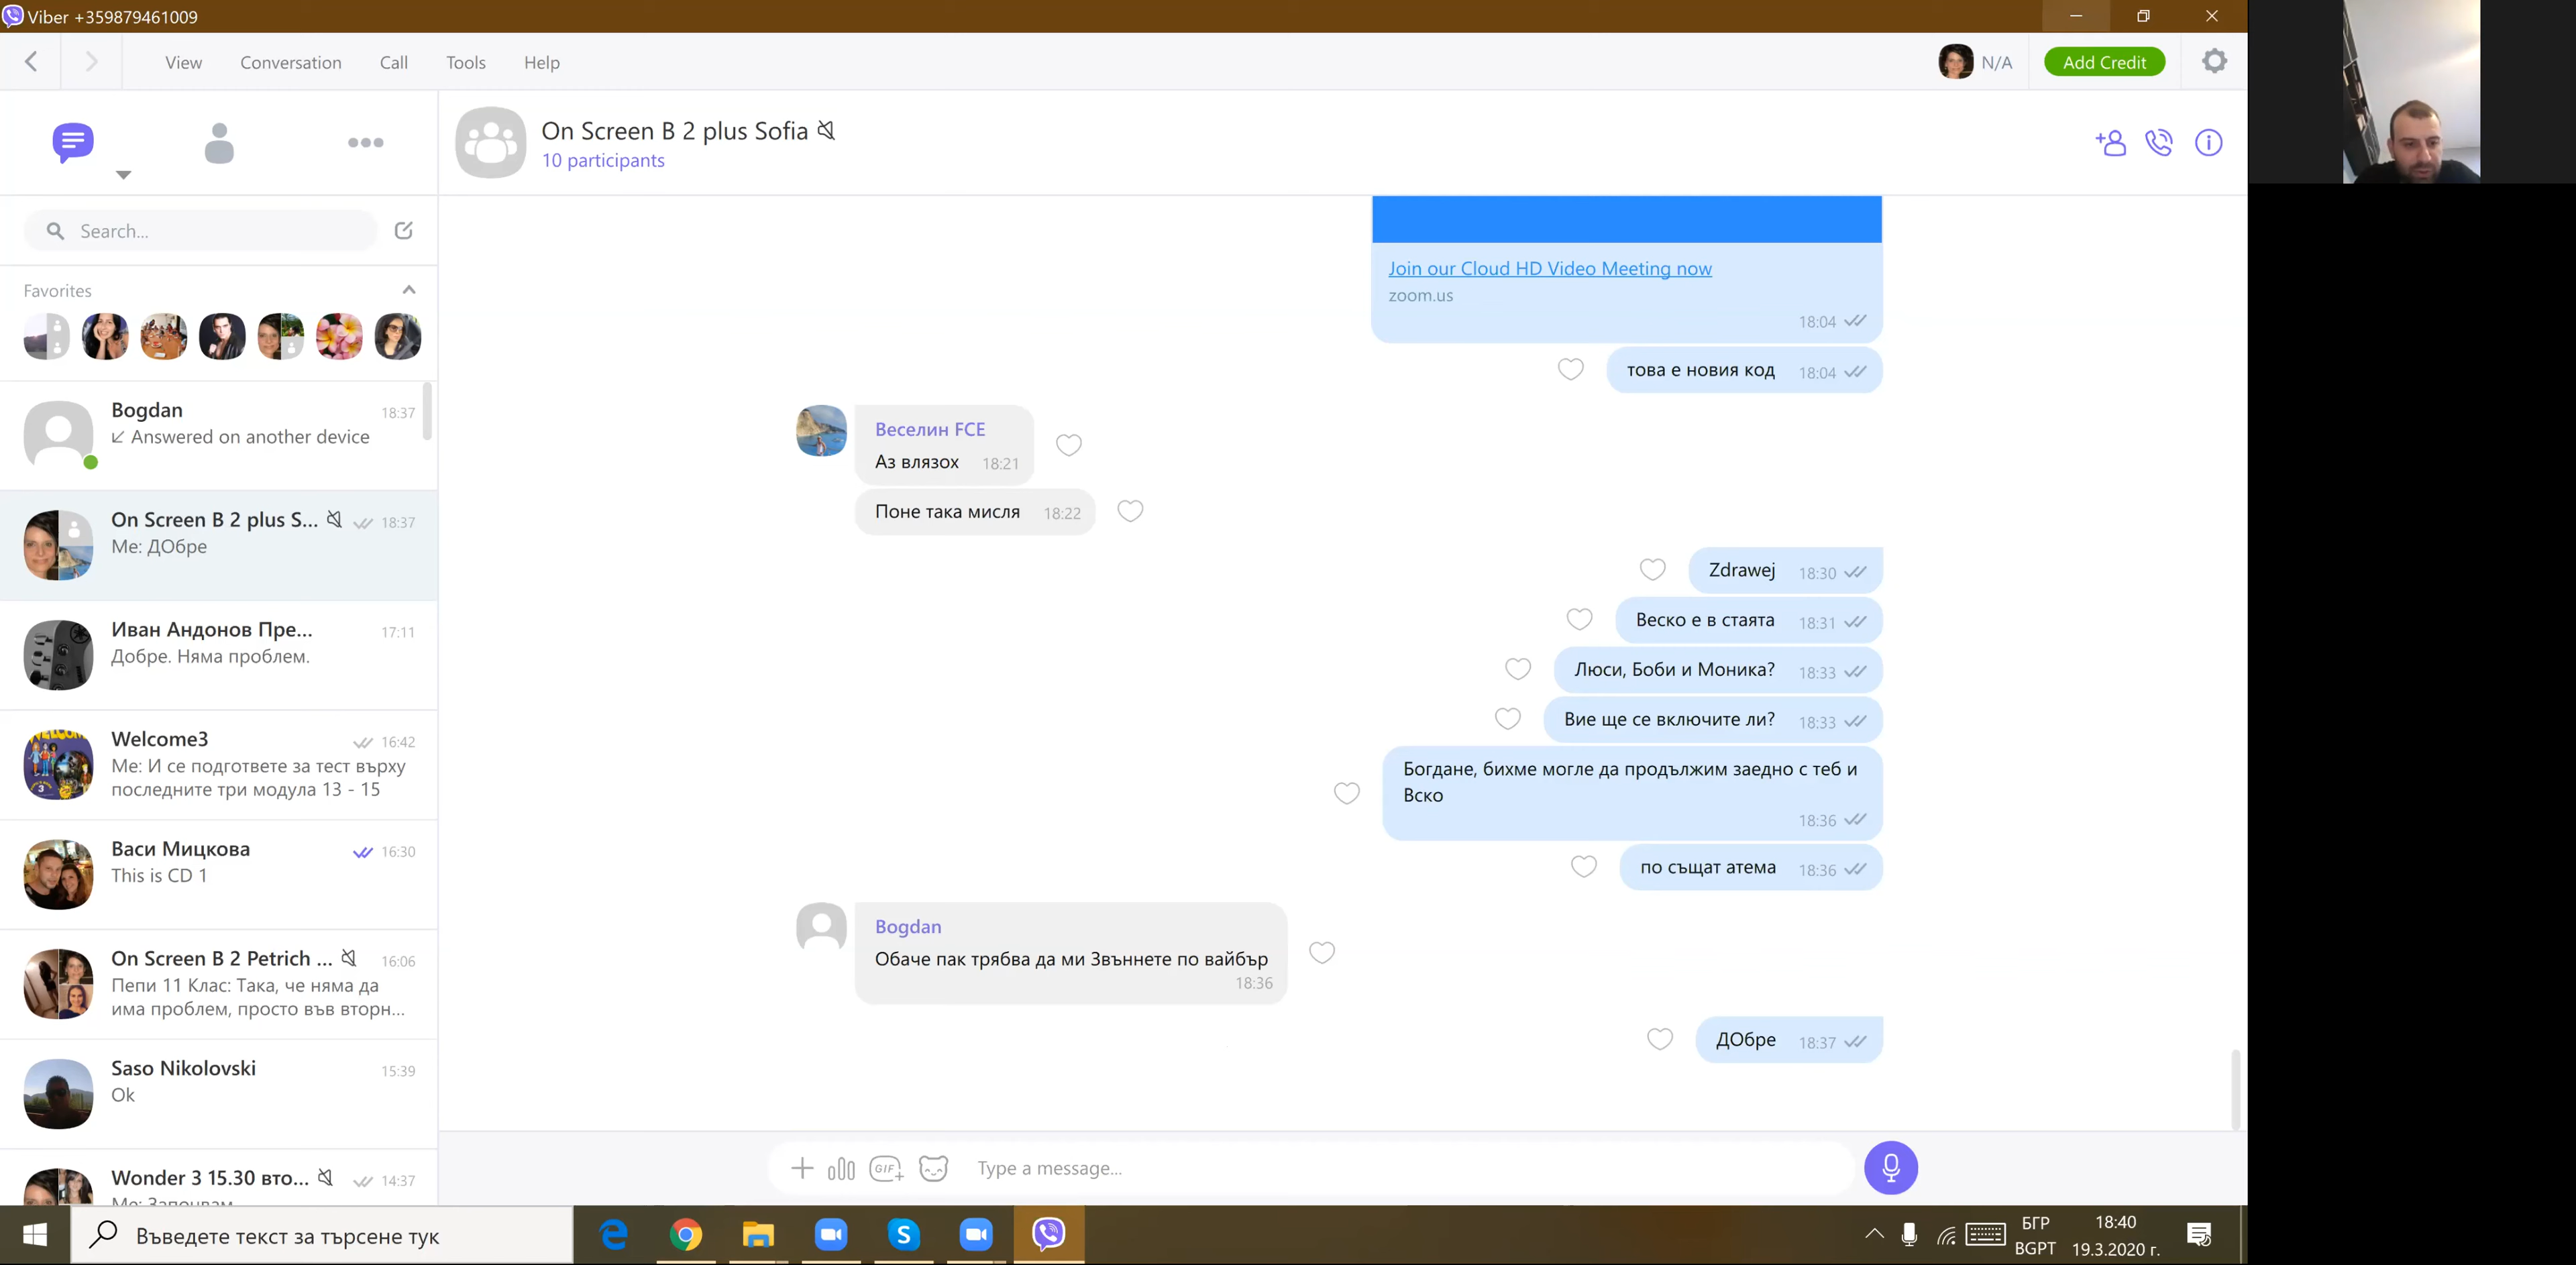 Viber +359879461009
View Conversation Call Tools Help
N/A
Add Credit
Search...
Favorites
Bogdan 18:37
Answered on another device
On Screen B 2 plus S... 18:37
Me: ДОбре
Иван Андонов Пре... 17:11
Добре. Няма проблем.
Welcome3 16:42
Me: И се подгответе за тест върху
последните три модула 13 - 15
Васи Мицкова 16:30
This is CD 1
On Screen B 2 Petrich ... 16:06
Пепи 11 Клас: Така, че няма да
има проблем, просто във вторн...
Saso Nikolovski 15:39
Ok
Wonder 3 15.30 вто... 14:37
Me: Започвам
On Screen B 2 plus Sofia
10 participants
Join our Cloud HD Video Meeting now
zoom.us
18:04
това е новия код 18:04
Веселин FCE
Аз влязох 18:21
Поне така мисля 18:22
Zdrawej 18:30
Веско е в стаята 18:31
Люси, Боби и Моника? 18:33
Вие ще се включите ли? 18:33
Богдане, бихме могле да продължим заедно с теб и
Вско
18:36
по същат атема 18:36
Bogdan
Обаче пак трябва да ми Звъннете по вайбър
18:36
ДОбре 18:37
GIF
Type a message...
Въведете текст за търсене тук
БГР
BGPT
18:40
19.3.2020 г.